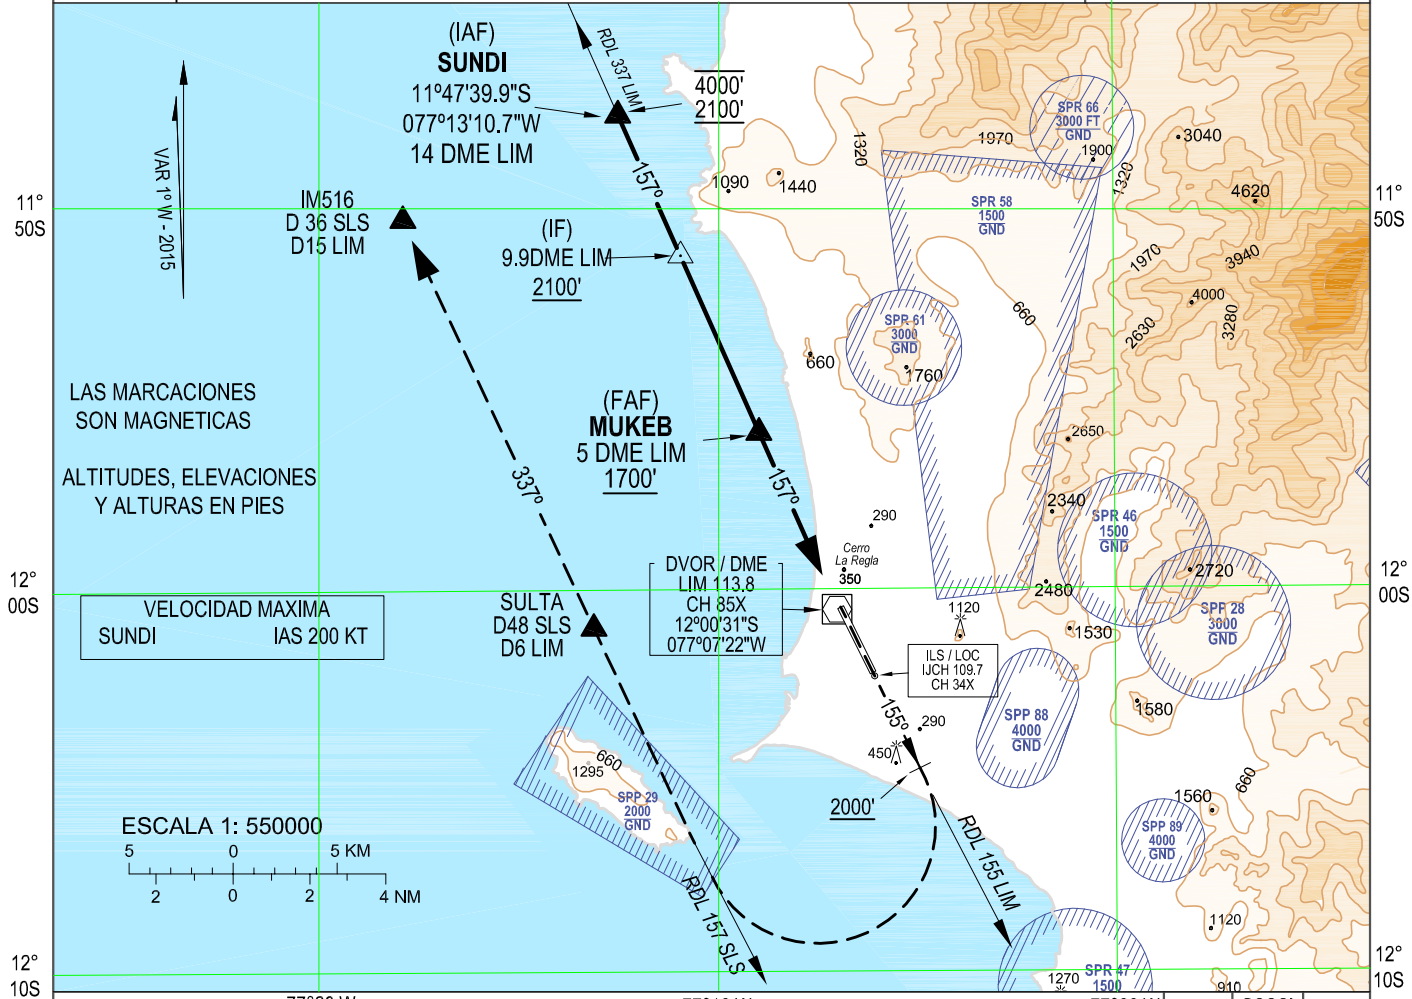 (IAF)
SUNDI
11º47'39.9"S
077º13'10.7"W
14 DME LIM
RDL 337 LIM
4000'
2100'
VAR 1º W - 2015
11°
50S
IM516
D 36 SLS
D15 LIM
157º
(IF)
9.9DME LIM
2100'
1090
1440
1320
1970
SPR 66
3000 FT
GND
1900
1320
3040
4620
11°
50S
SPR 58
1500
GND
1970
3940
4000
2630
3280
660
SPR 61
3000
GND
1760
660
LAS MARCACIONES
SON MAGNETICAS
ALTITUDES, ELEVACIONES
Y ALTURAS EN PIES
(FAF)
MUKEB
5 DME LIM
1700'
337º
157º
2650
2340
SPR 46
1500
GND
290
Cerro
La Regla
350
2480
2720
12°
00S
12°
00S
VELOCIDAD MAXIMA
SUNDI IAS 200 KT
SULTA
D48 SLS
D6 LIM
DVOR / DME
LIM 113.8
CH 85X
12º00'31"S
077º07'22"W
1120
1530
SPR 28
3000
GND
ILS / LOC
IJCH 109.7
CH 34X
155º
290
450
SPP 88
4000
GND
1580
660
1295
SPP 29
2000
GND
2000'
1560
660
SPP 89
4000
GND
ESCALA 1: 550000
5 0 5 KM
2 0 2 4 NM
RDL 157 SLS
RDL 155 LIM
1120
12°
10S
12°
10S
1270
SPR 47
1500
910